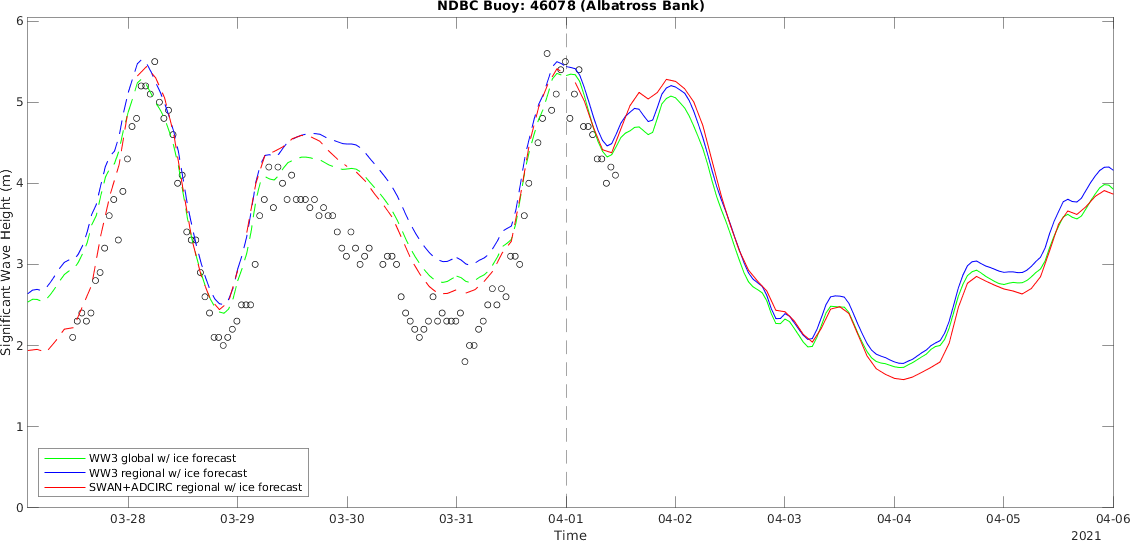 NDBC Buoy: 46078 (Albatross Bank)
6
5
4
3
2
1
0
Significant Wave Height (m)
WW3 global w/ ice forecast
WW3 regional w/ ice forecast
SWAN+ADCIRC regional w/ ice forecast
03-28 03-29 03-30 03-31 04-01 04-02 04-03 04-04 04-05 04-06
Time
2021